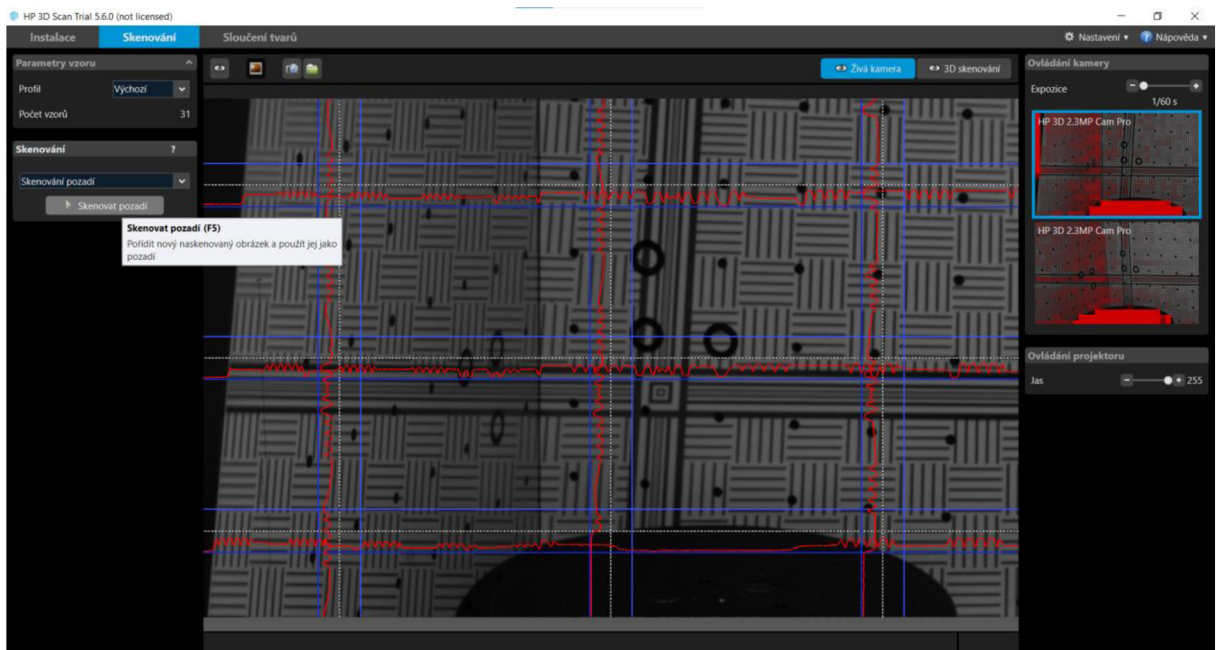 HP 3D Scan Trial 5.6.0 (not licensed)
Instalace Skenování Sloučení tvarů Nastavení Nápověda
Parametry vzoru
Profil Výchozí
Počet vzorů 31
Skenování ?
Skenování pozadí
Skenovat pozadí
Skenovat pozadí (F5)
Pořídit nový naskenovaný obrázek a použít jej jako
pozadí
Živá kamera 3D skenování
Ovládání kamery
Expozice
1/60 s
HP 3D 2.3MP Cam Pro
HP 3D 2.3MP Cam Pro
Ovládání projektoru
Jas 255